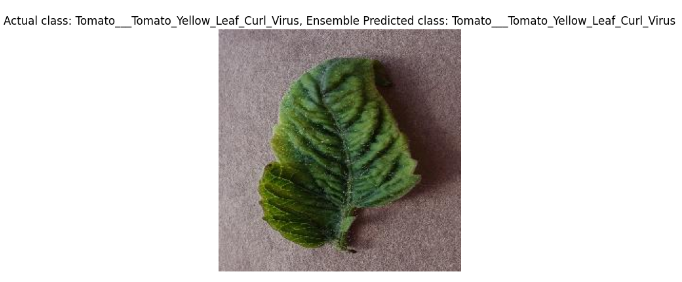 Actual class: Tomato___Tomato_Yellow_Leaf_Curl_Virus, Ensemble Predicted class: Tomato___Tomato_Yellow_Leaf_Curl_Virus